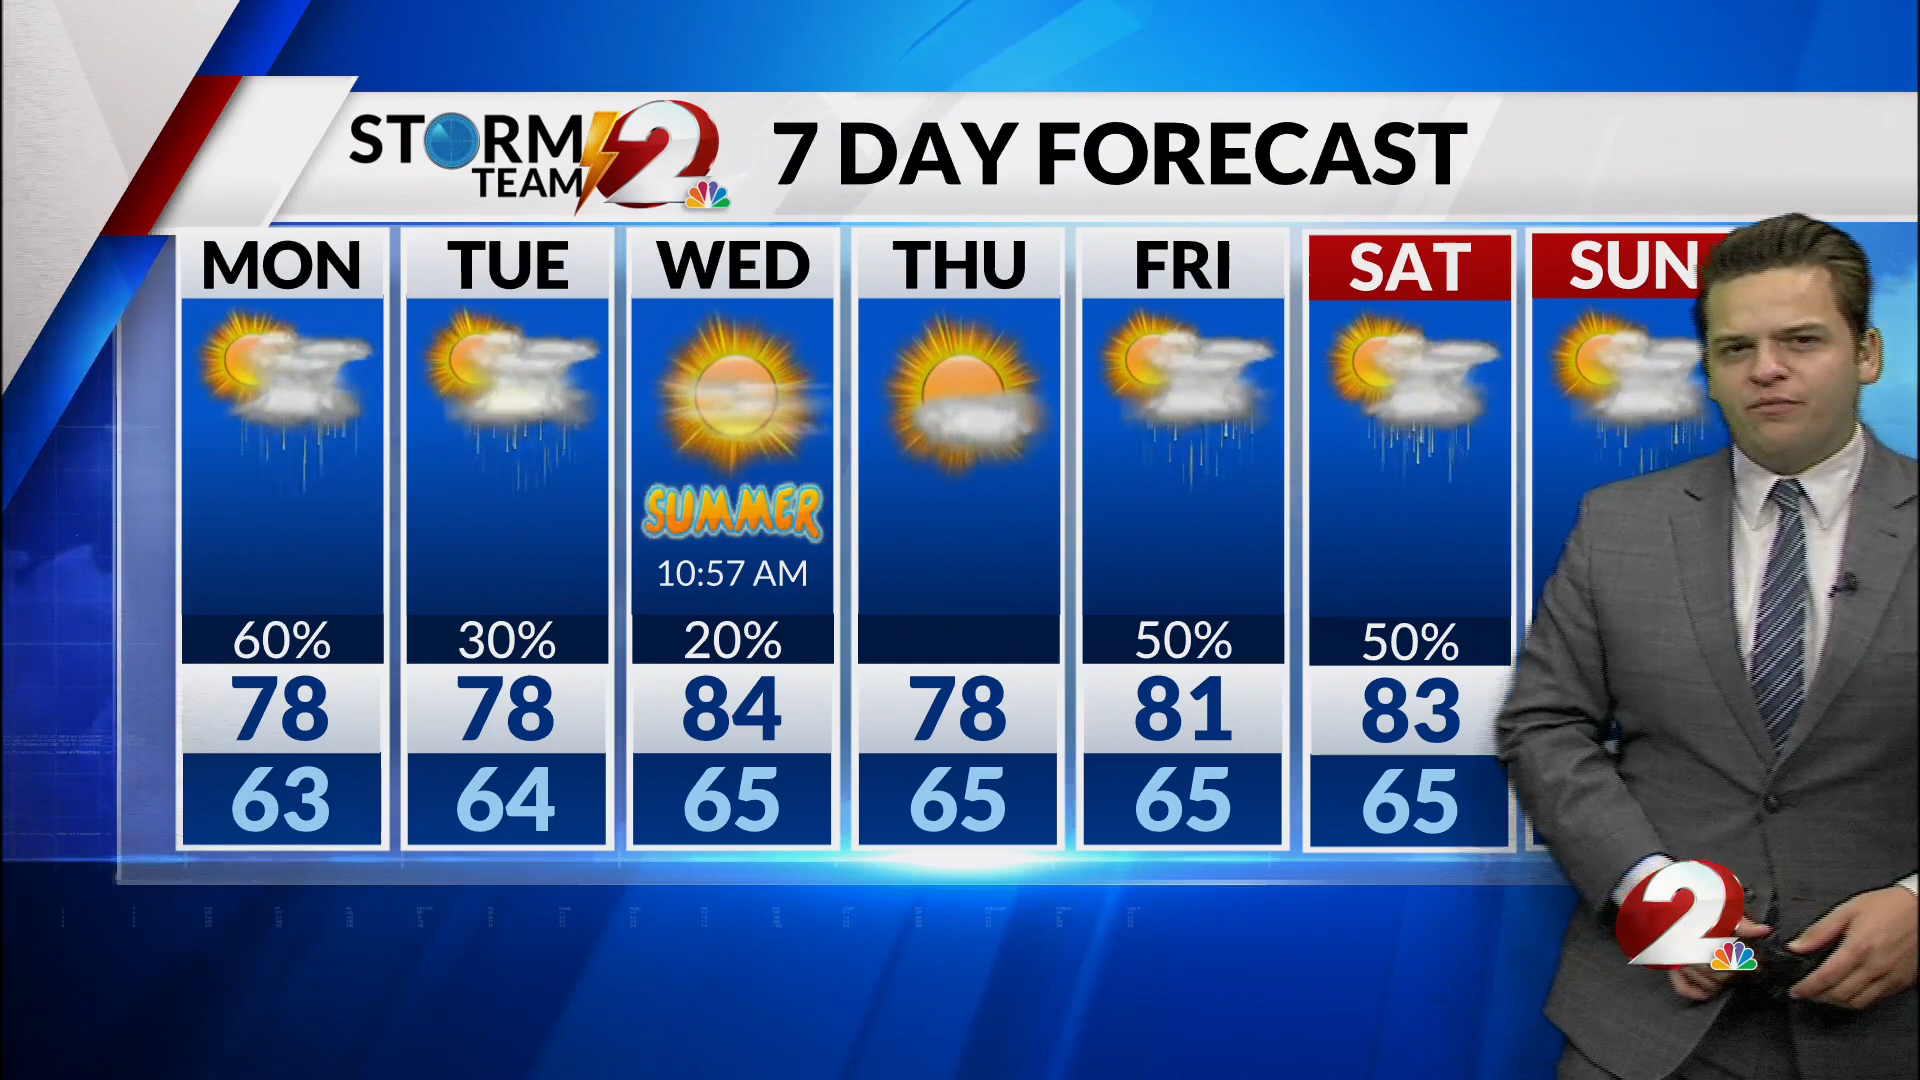 STORM
TEAM 2
7 DAY FORECAST
MON TUE WED THU FRI SAT SUN
SUMMER
10:57 AM
60% 30% 20% 50% 50%
78 78 84 78 81 83
63 64 65 65 65 65
2